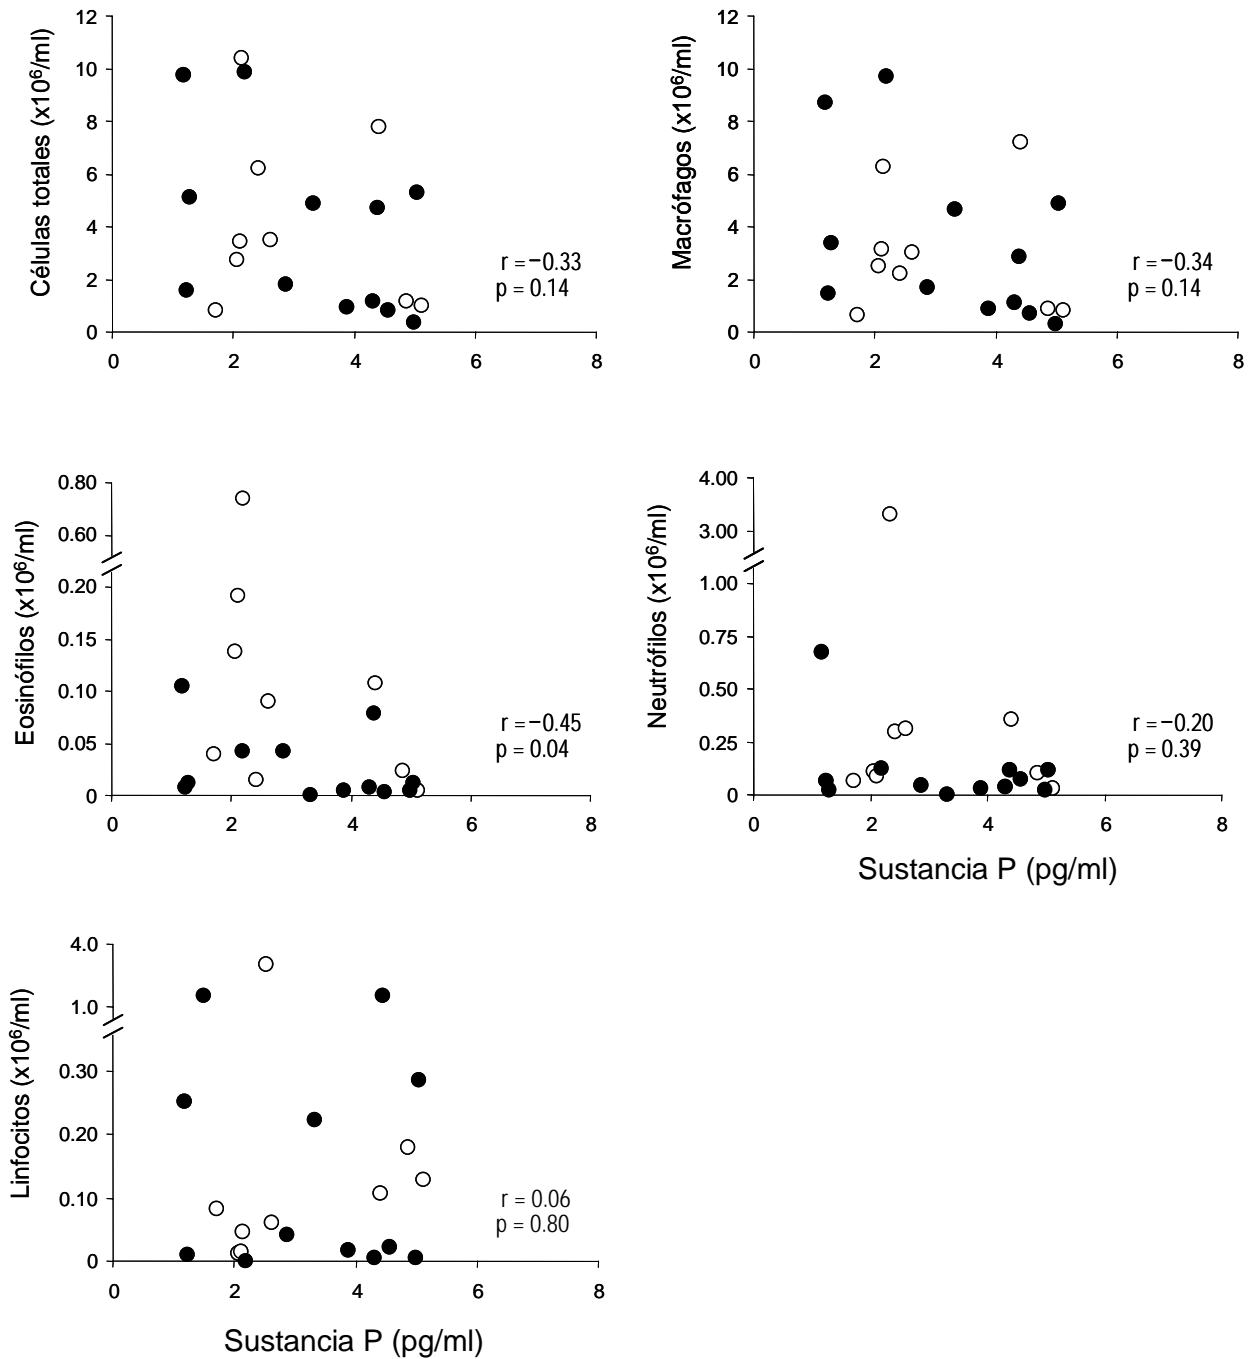 Células totales (x10⁶/ml)
12
10
8
6
4
2
0
0 2 4 6 8
r = −0.33
p = 0.14
Macrófagos (x10⁶/ml)
12
10
8
6
4
2
0
0 2 4 6 8
r = −0.34
p = 0.14
Eosinófilos (x10⁶/ml)
0.80
0.60
0.20
0.15
0.10
0.05
0
0 2 4 6 8
r = −0.45
p = 0.04
Neutrófilos (x10⁶/ml)
4.00
3.00
1.00
0.75
0.50
0.25
0
0 2 4 6 8
r = −0.20
p = 0.39
Sustancia P (pg/ml)
Linfocitos (x10⁶/ml)
4.0
1.0
0.30
0.20
0.10
0
0 2 4 6 8
r = 0.06
p = 0.80
Sustancia P (pg/ml)